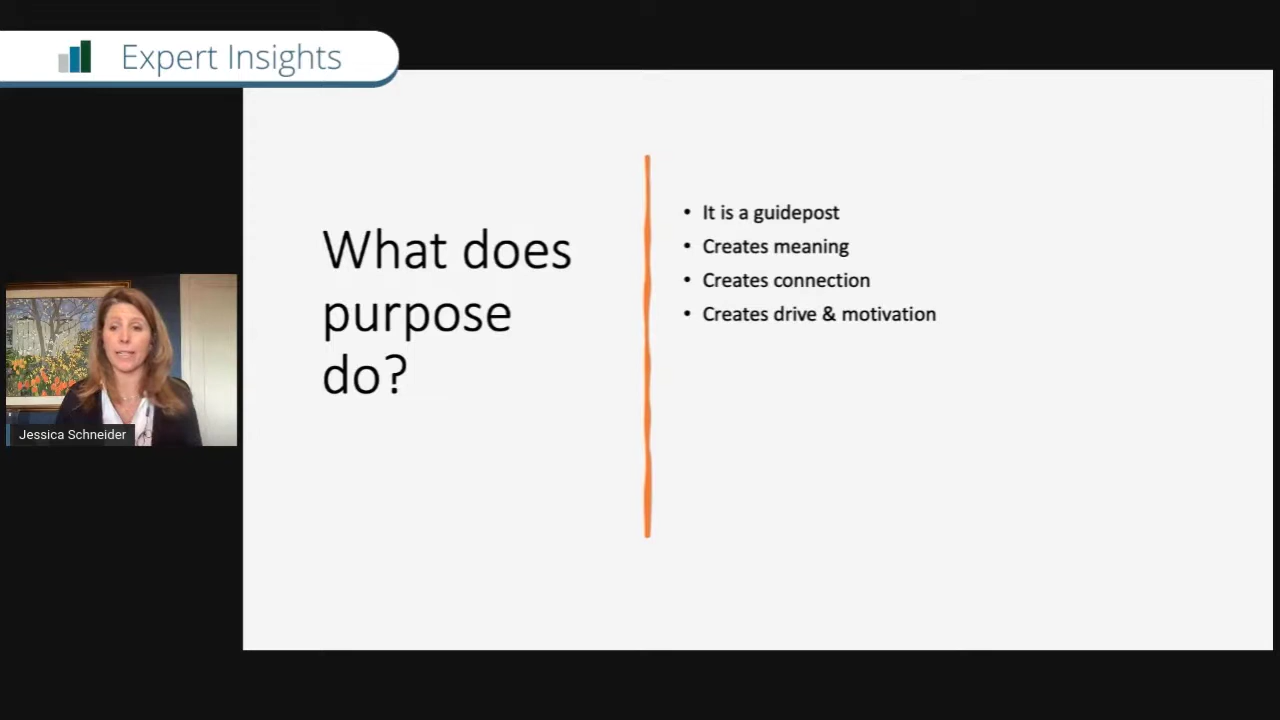 Expert Insights
What does
purpose
do?
• It is a guidepost
• Creates meaning
• Creates connection
• Creates drive & motivation
Jessica Schneider